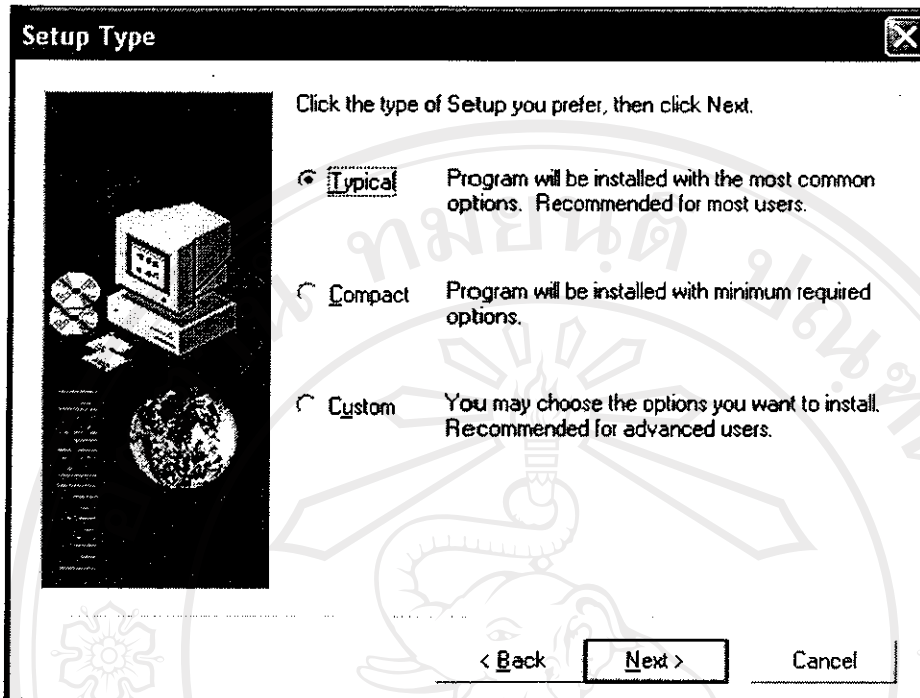 Setup Type
Click the type of Setup you prefer, then click Next.
Typical
Program will be installed with the most common
options. Recommended for most users.
Compact
Program will be installed with minimum required
options.
Custom
You may choose the options you want to install.
Recommended for advanced users.
< Back
Next >
Cancel